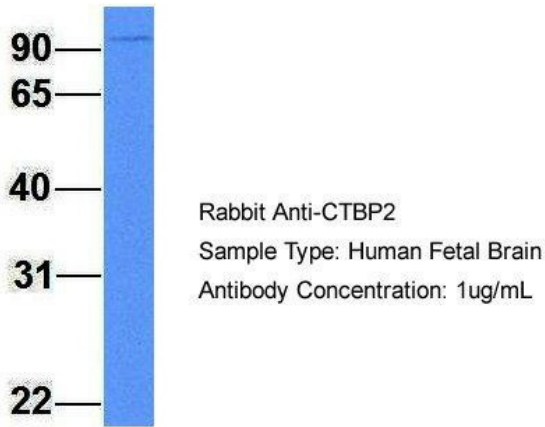 90
65
40
31
22
Rabbit Anti-CTBP2
Sample Type: Human Fetal Brain
Antibody Concentration: 1ug/mL